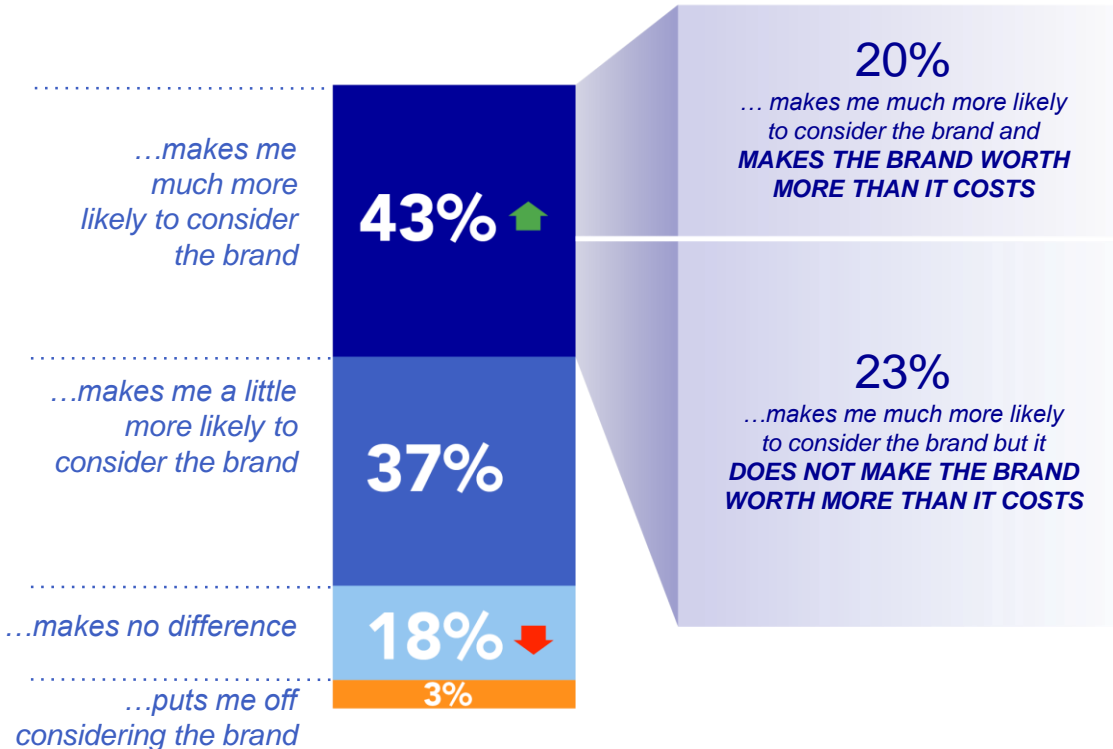 …makes me
much more
likely to consider
the brand
43%
20%
… makes me much more likely
to consider the brand and
MAKES THE BRAND WORTH
MORE THAN IT COSTS
23%
…makes me much more likely
to consider the brand but it
DOES NOT MAKE THE BRAND
WORTH MORE THAN IT COSTS
…makes me a little
more likely to
consider the brand
37%
…makes no difference
18%
…puts me off
considering the brand
3%